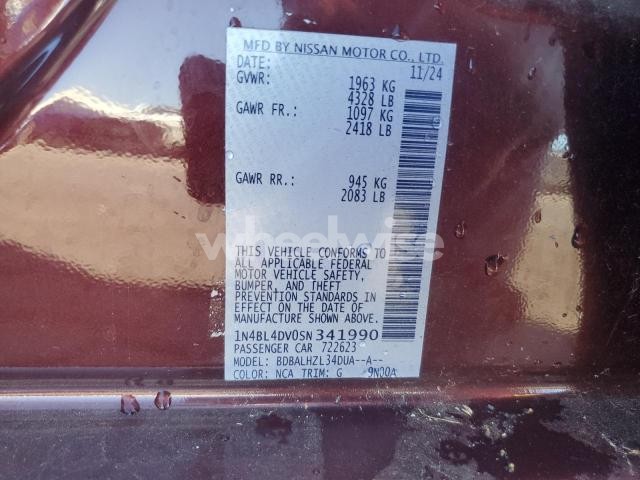 MFD BY NISSAN MOTOR CO., LTD.
DATE: 11/24
GVWR: 1963 KG
4328 LB
GAWR FR.: 1097 KG
2418 LB
GAWR RR.: 945 KG
2083 LB
wheelwise
THIS VEHICLE CONFORMS TO
ALL APPLICABLE FEDERAL
MOTOR VEHICLE SAFETY,
BUMPER, AND THEFT
PREVENTION STANDARDS IN
EFFECT ON THE DATE OF
MANUFACTURE SHOWN ABOVE.
1N4BL4DV0SN341990
PASSENGER CAR 722623
MODEL: BDBALHZL34DUA--A--
COLOR: NCA TRIM: G 9N00A